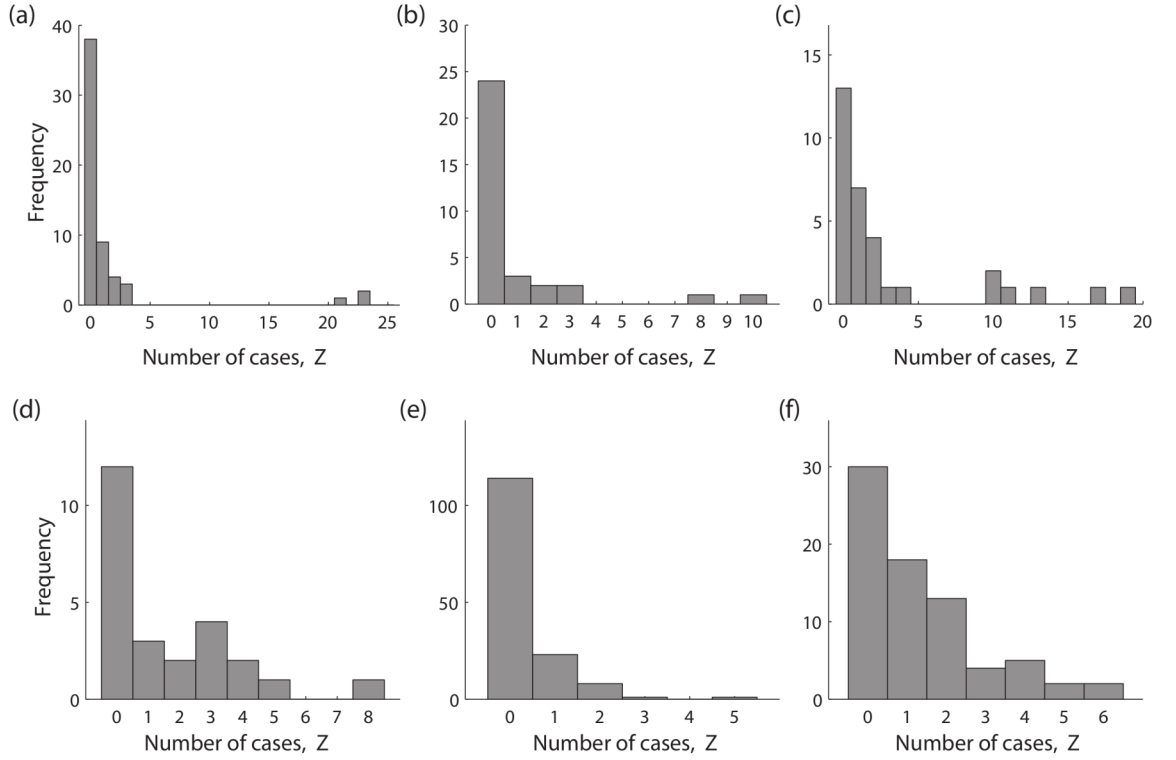 (a)
40
30
20
10
0
Frequency
0 5 10 15 20 25
Number of cases, Z
(b)
30
25
20
15
10
5
0
0 1 2 3 4 5 6 7 8 9 10
Number of cases, Z
(c)
15
10
5
0
0 5 10 15 20
Number of cases, Z
(d)
10
5
0
Frequency
0 1 2 3 4 5 6 7 8
Number of cases, Z
(e)
100
50
0
0 1 2 3 4 5
Number of cases, Z
(f)
30
20
10
0
0 1 2 3 4 5 6
Number of cases, Z